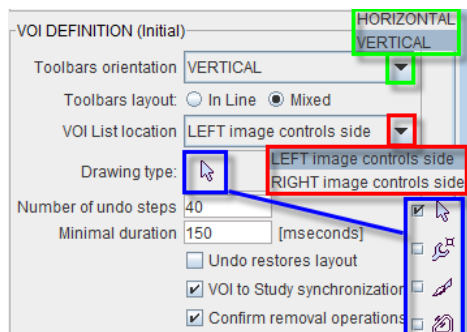 HORIZONTAL
VOI DEFINITION (Initial)
VERTICAL
Toolbars orientation VERTICAL
Toolbars layout: In Line Mixed
VOI List location LEFT image controls side
LEFT image controls side
Drawing type:
RIGHT image controls side
Number of undo steps 40
Minimal duration 150 [mseconds]
Undo restores layout
VOI to Study synchronization
Confirm removal operations